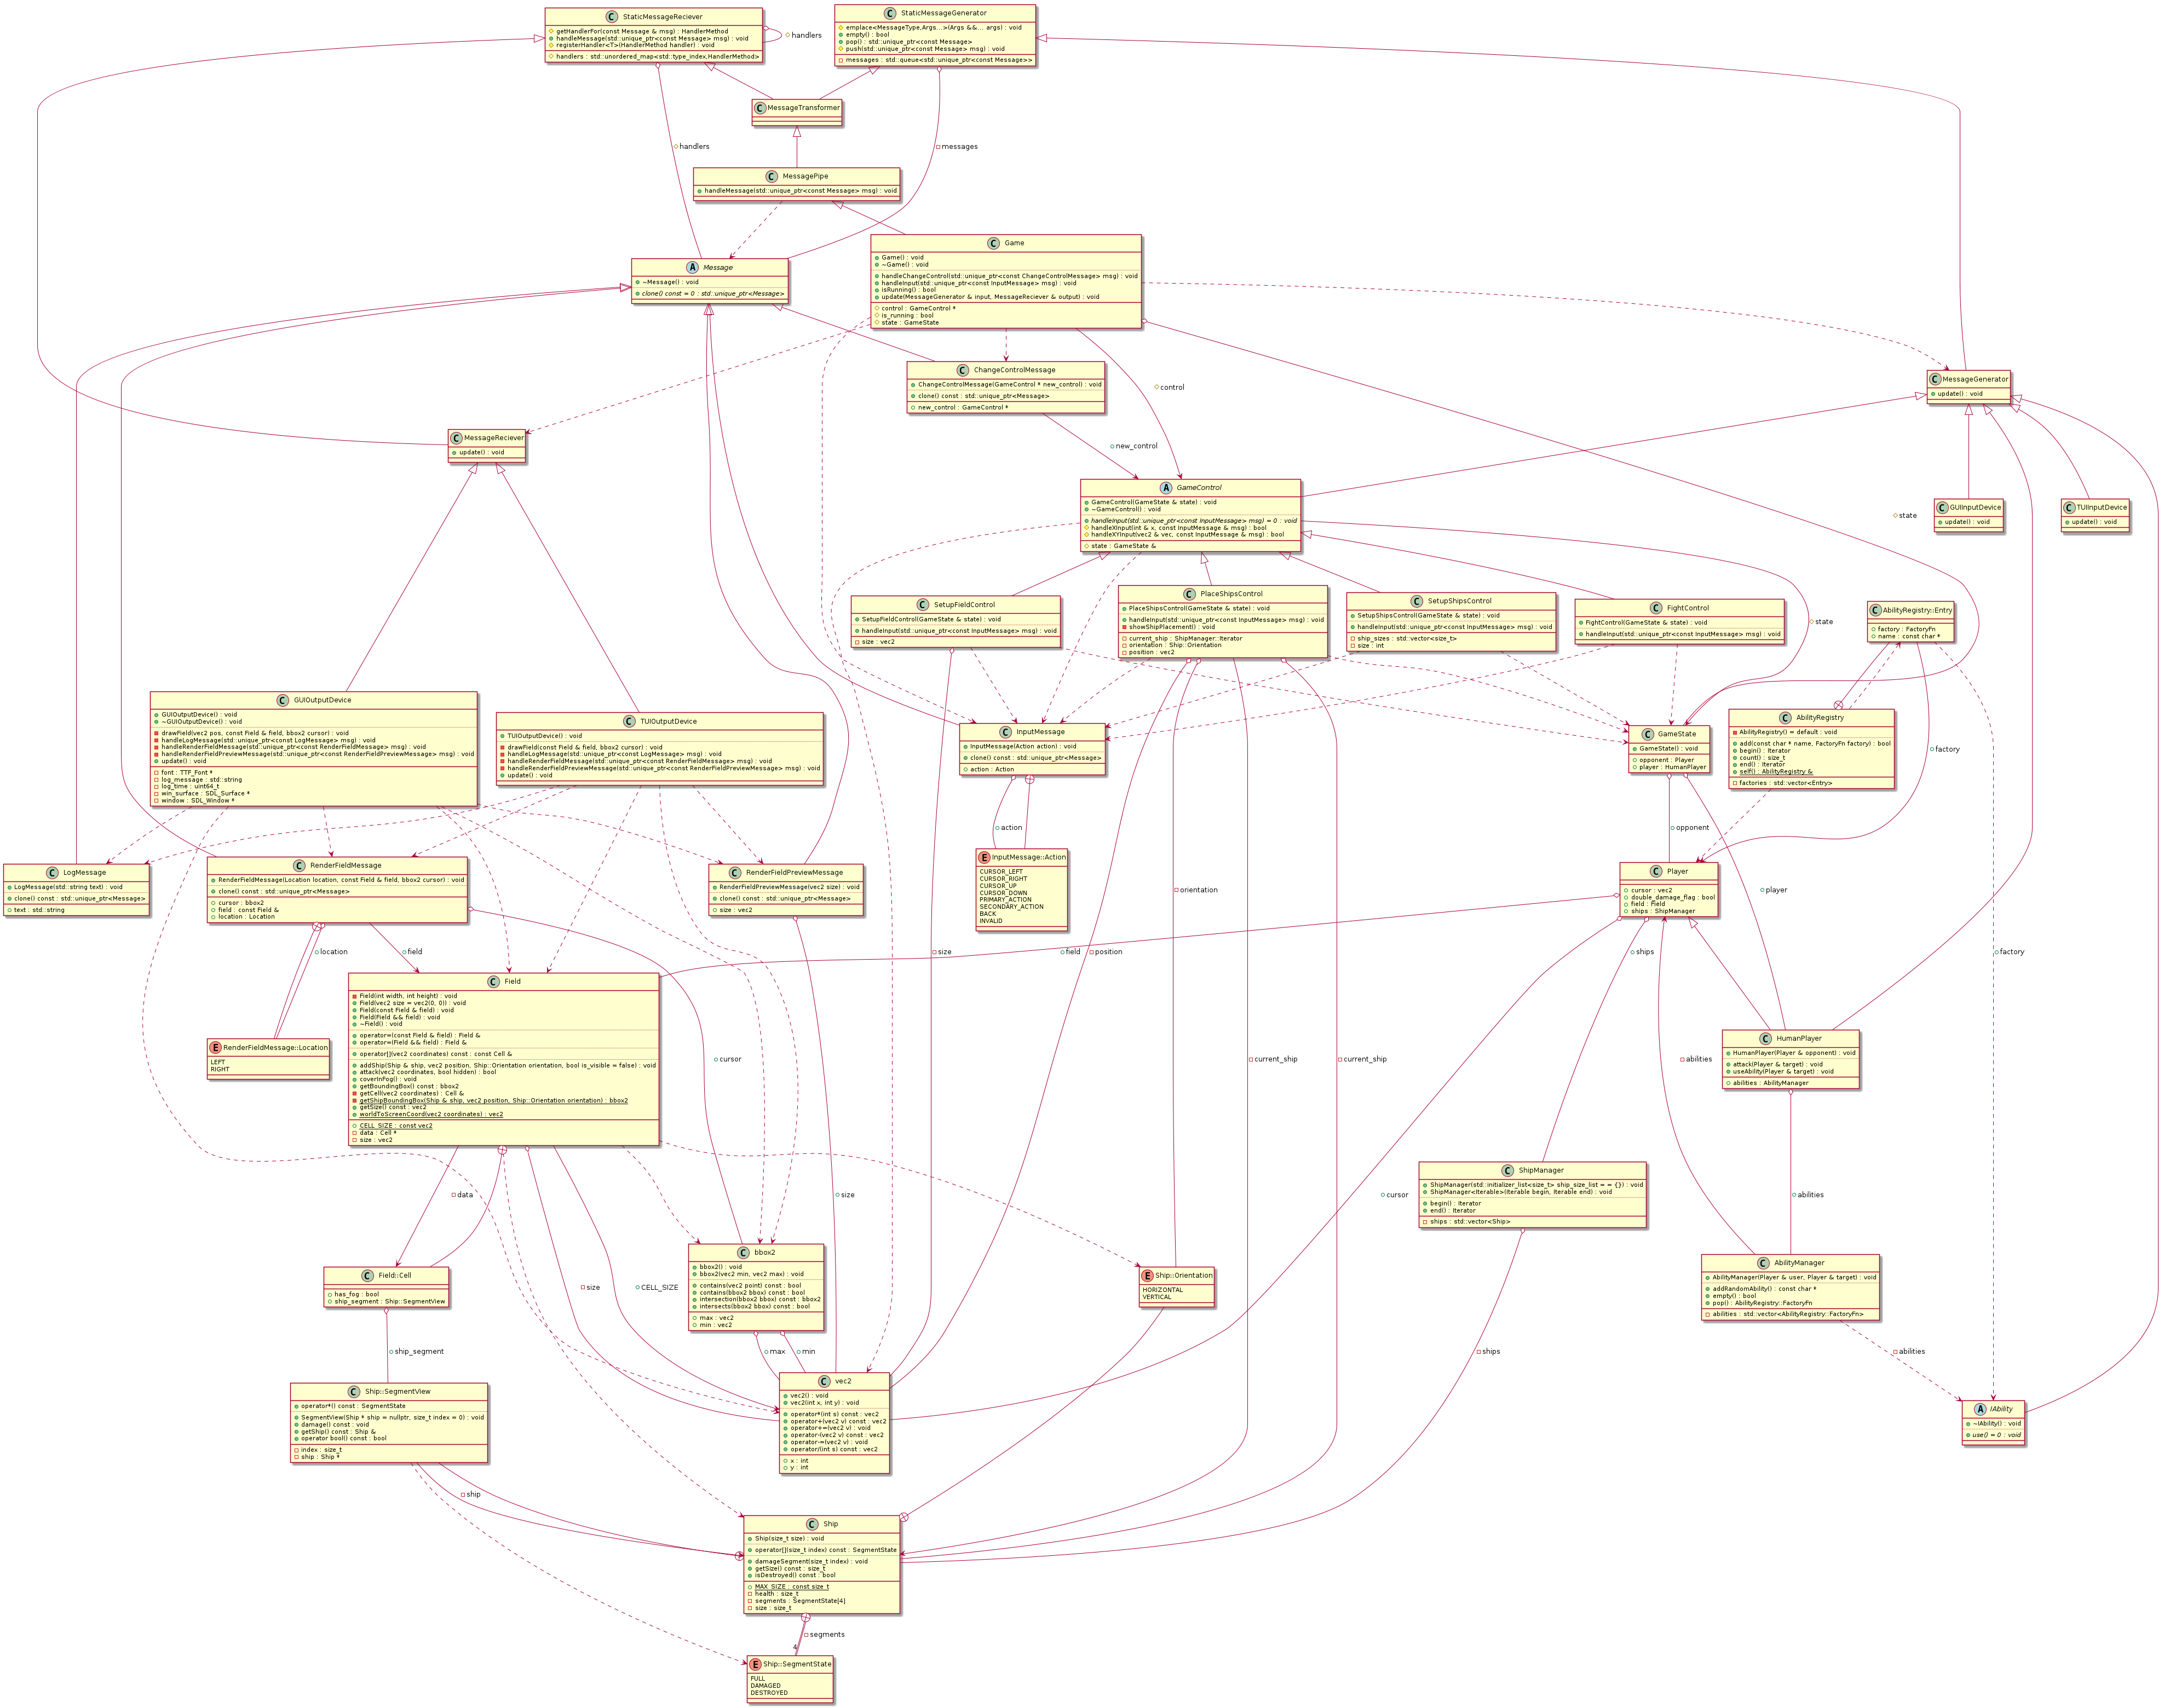 StaticMessageReciever
getHandlerFor(const Message & msg) : HandlerMethod
handleMessage(std::unique_ptr<const Message> msg) : void
registerHandler<T>(HandlerMethod handler) : void
handlers : std::unordered_map<std::type_index,HandlerMethod>
handlers
StaticMessageGenerator
emplace<MessageType,Args...>(Args &&... args) : void
empty() : bool
pop() : std::unique_ptr<const Message>
push(std::unique_ptr<const Message> msg) : void
messages : std::queue<std::unique_ptr<const Message>>
MessageTransformer
handlers
messages
MessagePipe
handleMessage(std::unique_ptr<const Message> msg) : void
Message
~Message() : void
clone() const = 0 : std::unique_ptr<Message>
Game
Game() : void
~Game() : void
handleChangeControl(std::unique_ptr<const ChangeControlMessage> msg) : void
handleInput(std::unique_ptr<const InputMessage> msg) : void
isRunning() : bool
update(MessageGenerator & input, MessageReciever & output) : void
control : GameControl *
is_running : bool
state : GameState
ChangeControlMessage
ChangeControlMessage(GameControl * new_control) : void
clone() const : std::unique_ptr<Message>
new_control : GameControl *
control
MessageGenerator
update() : void
MessageReciever
update() : void
new_control
GameControl
GameControl(GameState & state) : void
~GameControl() : void
handleInput(std::unique_ptr<const InputMessage> msg) = 0 : void
handleXInput(int & x, const InputMessage & msg) : bool
handleXYInput(vec2 & vec, const InputMessage & msg) : bool
state : GameState &
state
GUIInputDevice
update() : void
TUIInputDevice
update() : void
SetupFieldControl
SetupFieldControl(GameState & state) : void
handleInput(std::unique_ptr<const InputMessage> msg) : void
size : vec2
PlaceShipsControl
PlaceShipsControl(GameState & state) : void
handleInput(std::unique_ptr<const InputMessage> msg) : void
showShipPlacement() : void
current_ship : ShipManager::Iterator
orientation : Ship::Orientation
position : vec2
SetupShipsControl
SetupShipsControl(GameState & state) : void
handleInput(std::unique_ptr<const InputMessage> msg) : void
ship_sizes : std::vector<size_t>
size : int
FightControl
FightControl(GameState & state) : void
handleInput(std::unique_ptr<const InputMessage> msg) : void
state
AbilityRegistry::Entry
factory : FactoryFn
name : const char *
GUIOutputDevice
GUIOutputDevice() : void
~GUIOutputDevice() : void
drawField(vec2 pos, const Field & field, bbox2 cursor) : void
handleLogMessage(std::unique_ptr<const LogMessage> msg) : void
handleRenderFieldMessage(std::unique_ptr<const RenderFieldMessage> msg) : void
handleRenderFieldPreviewMessage(std::unique_ptr<const RenderFieldPreviewMessage> msg) : void
update() : void
font : TTF_Font *
log_message : std::string
log_time : uint64_t
win_surface : SDL_Surface *
window : SDL_Window *
TUIOutputDevice
TUIOutputDevice() : void
drawField(const Field & field, bbox2 cursor) : void
handleLogMessage(std::unique_ptr<const LogMessage> msg) : void
handleRenderFieldMessage(std::unique_ptr<const RenderFieldMessage> msg) : void
handleRenderFieldPreviewMessage(std::unique_ptr<const RenderFieldPreviewMessage> msg) : void
update() : void
InputMessage
InputMessage(Action action) : void
clone() const : std::unique_ptr<Message>
action : Action
GameState
GameState() : void
opponent : Player
player : HumanPlayer
AbilityRegistry
AbilityRegistry() = default : void
add(const char * name, FactoryFn factory) : bool
begin() : Iterator
count() : size_t
end() : Iterator
self() : AbilityRegistry &
factories : std::vector<Entry>
factory
action
opponent
LogMessage
LogMessage(std::string text) : void
clone() const : std::unique_ptr<Message>
text : std::string
RenderFieldMessage
RenderFieldMessage(Location location, const Field & field, bbox2 cursor) : void
clone() const : std::unique_ptr<Message>
cursor : bbox2
field : const Field &
location : Location
RenderFieldPreviewMessage
RenderFieldPreviewMessage(vec2 size) : void
clone() const : std::unique_ptr<Message>
size : vec2
InputMessage::Action
CURSOR_LEFT
CURSOR_RIGHT
CURSOR_UP
CURSOR_DOWN
PRIMARY_ACTION
SECONDARY_ACTION
BACK
INVALID
orientation
Player
cursor : vec2
double_damage_flag : bool
field : Field
ships : ShipManager
player
location
field
size
field
position
ships
factory
Field
Field(int width, int height) : void
Field(vec2 size = vec2(0, 0)) : void
Field(const Field & field) : void
Field(Field && field) : void
~Field() : void
operator=(const Field & field) : Field &
operator=(Field && field) : Field &
operator[](vec2 coordinates) const : const Cell &
addShip(Ship & ship, vec2 position, Ship::Orientation orientation, bool is_visible = false) : void
attack(vec2 coordinates, bool hidden) : bool
coverInFog() : void
getBoundingBox() const : bbox2
getCell(vec2 coordinates) : Cell &
getShipBoundingBox(Ship & ship, vec2 position, Ship::Orientation orientation) : bbox2
getSize() const : vec2
worldToScreenCoord(vec2 coordinates) : vec2
CELL_SIZE : const vec2
data : Cell *
size : vec2
RenderFieldMessage::Location
LEFT
RIGHT
cursor
current_ship
current_ship
abilities
HumanPlayer
HumanPlayer(Player & opponent) : void
attack(Player & target) : void
useAbility(Player & target) : void
abilities : AbilityManager
data
size
cursor
abilities
ShipManager
ShipManager(std::initializer_list<size_t> ship_size_list = = {}) : void
ShipManager<Iterable>(Iterable begin, Iterable end) : void
begin() : Iterator
end() : Iterator
ships : std::vector<Ship>
Field::Cell
has_fog : bool
ship_segment : Ship::SegmentView
size
CELL_SIZE
bbox2
bbox2() : void
bbox2(vec2 min, vec2 max) : void
contains(vec2 point) const : bool
contains(bbox2 bbox) const : bool
intersection(bbox2 bbox) const : bbox2
intersects(bbox2 bbox) const : bool
max : vec2
min : vec2
Ship::Orientation
HORIZONTAL
VERTICAL
AbilityManager
AbilityManager(Player & user, Player & target) : void
addRandomAbility() : const char *
empty() : bool
pop() : AbilityRegistry::FactoryFn
abilities : std::vector<AbilityRegistry::FactoryFn>
ship_segment
max
min
ships
abilities
Ship::SegmentView
operator*() const : SegmentState
SegmentView(Ship * ship = nullptr, size_t index = 0) : void
damage() const : void
getShip() const : Ship &
operator bool() const : bool
index : size_t
ship : Ship *
vec2
vec2() : void
vec2(int x, int y) : void
operator*(int s) const : vec2
operator+(vec2 v) const : vec2
operator+=(vec2 v) : void
operator-(vec2 v) const : vec2
operator-=(vec2 v) : void
operator/(int s) const : vec2
x : int
y : int
IAbility
~IAbility() : void
use() = 0 : void
ship
Ship
Ship(size_t size) : void
operator[](size_t index) const : SegmentState
damageSegment(size_t index) : void
getSize() const : size_t
isDestroyed() const : bool
MAX_SIZE : const size_t
health : size_t
segments : SegmentState[4]
size : size_t
segments
4
Ship::SegmentState
FULL
DAMAGED
DESTROYED